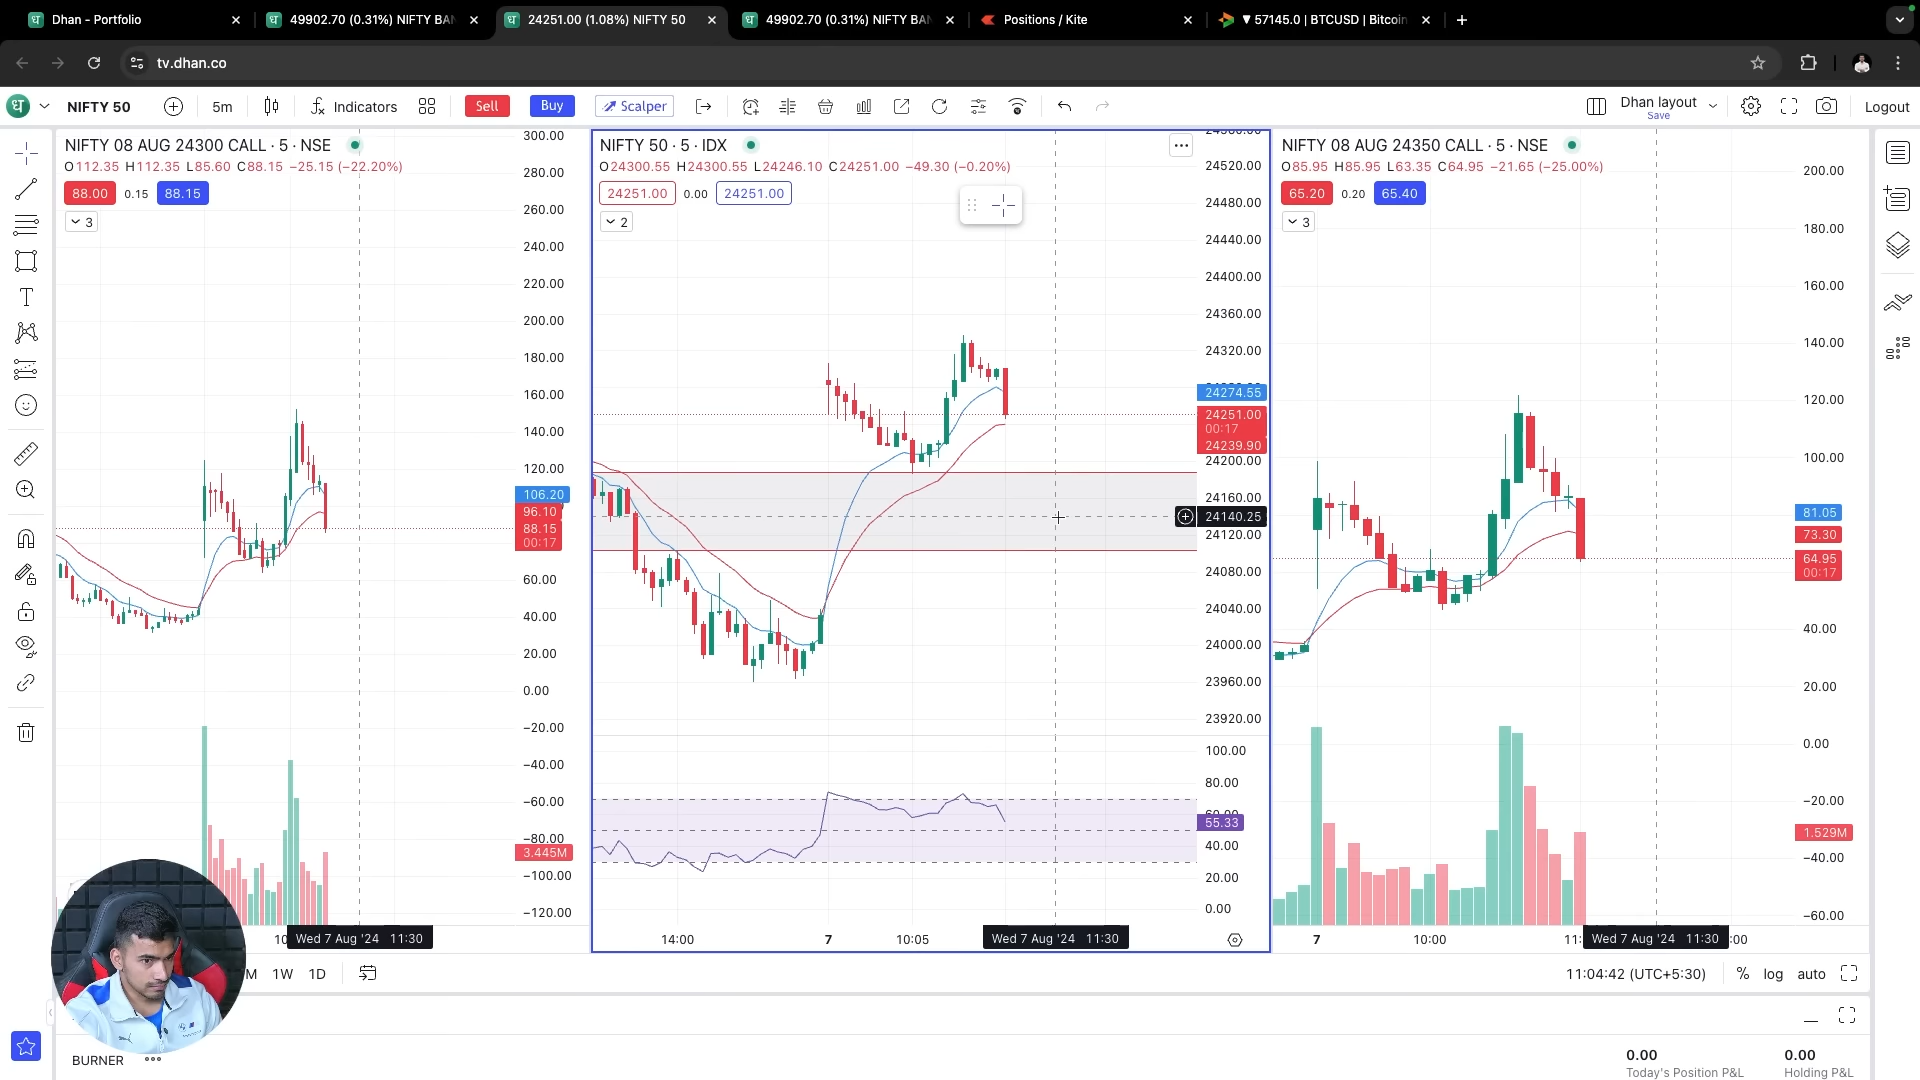 Dhan - Portfolio
49902.70 (0.31%) NIFTY BAN
24251.00 (1.08%) NIFTY 50
49902.70 (0.31%) NIFTY BAN
Positions / Kite
▼57145.0 | BTCUSD | Bitcoin
tv.dhan.co
NIFTY 50
5m
Indicators
Sell
Buy
Scalper
Dhan layout
Save
Logout
NIFTY 08 AUG 24300 CALL · 5 · NSE
O112.35 H112.35 L85.60 C88.15 −25.15 (−22.20%)
88.00 0.15 88.15
3
300.00
280.00
260.00
240.00
220.00
200.00
180.00
160.00
140.00
120.00
106.20
96.10
88.15
00:17
60.00
40.00
20.00
0.00
−20.00
−40.00
−60.00
−80.00
3.445M
−100.00
−120.00
Wed 7 Aug '24 11:30
NIFTY 50 · 5 · IDX
O24300.55 H24300.55 L24246.10 C24251.00 −49.30 (−0.20%)
24251.00 0.00 24251.00
2
24520.00
24480.00
24440.00
24400.00
24360.00
24320.00
24274.55
24251.00
00:17
24239.90
24200.00
24160.00
24140.25
24120.00
24080.00
24040.00
24000.00
23960.00
23920.00
100.00
80.00
55.33
40.00
20.00
0.00
14:00
7
10:05
Wed 7 Aug '24 11:30
NIFTY 08 AUG 24350 CALL · 5 · NSE
O85.95 H85.95 L63.35 C64.95 −21.65 (−25.00%)
65.20 0.20 65.40
3
200.00
180.00
160.00
140.00
120.00
100.00
81.05
73.30
64.95
00:17
40.00
20.00
0.00
−20.00
1.529M
−40.00
−60.00
7
10:00
Wed 7 Aug '24 11:30
1W
1D
11:04:42 (UTC+5:30)
%
log
auto
BURNER
0.00
Today's Position P&L
0.00
Holding P&L